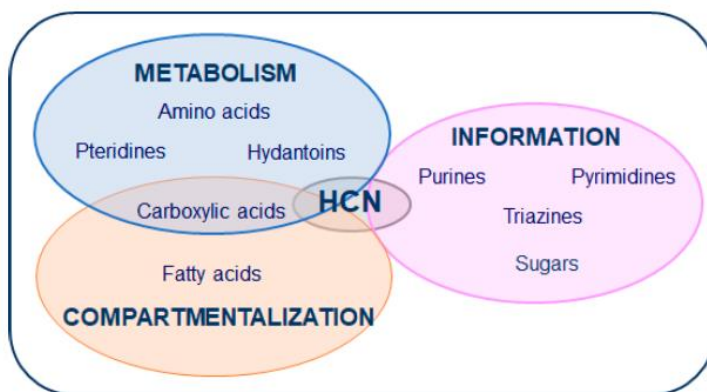 METABOLISM
Amino acids
Pteridines Hydantoins
INFORMATION
Purines Pyrimidines
Carboxylic acids HCN
Triazines
Sugars
Fatty acids
COMPARTMENTALIZATION